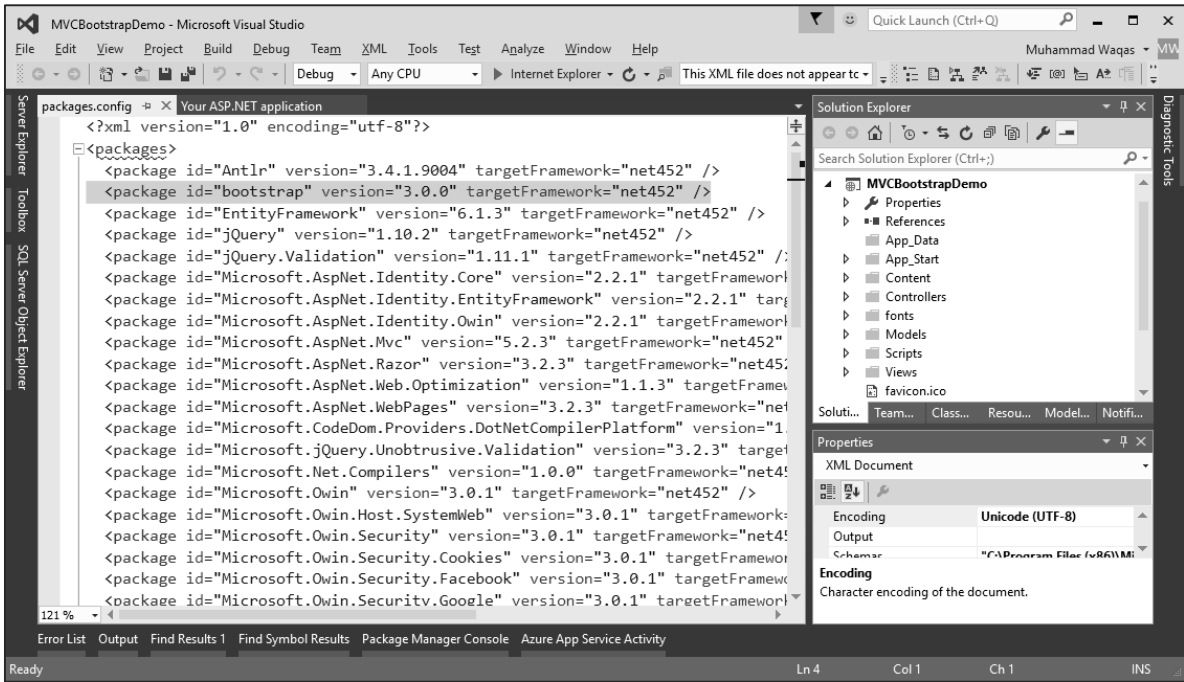 MVCBootstrapDemo - Microsoft Visual Studio
Quick Launch (Ctrl+Q)
File Edit View Project Build Debug Team XML Tools Test Analyze Window Help
Muhammad Waqas MW
Debug Any CPU Internet Explorer This XML file does not appear tc
Server Explorer
Toolbox
SQL Server Object Explorer
packages.config Your ASP.NET application
<?xml version="1.0" encoding="utf-8"?>
<packages>
<package id="Antlr" version="3.4.1.9004" targetFramework="net452" />
<package id="bootstrap" version="3.0.0" targetFramework="net452" />
<package id="EntityFramework" version="6.1.3" targetFramework="net452" />
<package id="jQuery" version="1.10.2" targetFramework="net452" />
<package id="jQuery.Validation" version="1.11.1" targetFramework="net452" />
<package id="Microsoft.AspNet.Identity.Core" version="2.2.1" targetFramework
<package id="Microsoft.AspNet.Identity.EntityFramework" version="2.2.1" targ
<package id="Microsoft.AspNet.Identity.Owin" version="2.2.1" targetFramework
<package id="Microsoft.AspNet.Mvc" version="5.2.3" targetFramework="net452"
<package id="Microsoft.AspNet.Razor" version="3.2.3" targetFramework="net452
<package id="Microsoft.AspNet.Web.Optimization" version="1.1.3" targetFramew
<package id="Microsoft.AspNet.WebPages" version="3.2.3" targetFramework="net
<package id="Microsoft.CodeDom.Providers.DotNetCompilerPlatform" version="1.
<package id="Microsoft.jQuery.Unobtrusive.Validation" version="3.2.3" target
<package id="Microsoft.Net.Compilers" version="1.0.0" targetFramework="net45
<package id="Microsoft.Owin" version="3.0.1" targetFramework="net452" />
<package id="Microsoft.Owin.Host.SystemWeb" version="3.0.1" targetFramework=
<package id="Microsoft.Owin.Security" version="3.0.1" targetFramework="net45
<package id="Microsoft.Owin.Security.Cookies" version="3.0.1" targetFramewor
<package id="Microsoft.Owin.Security.Facebook" version="3.0.1" targetFramewo
<package id="Microsoft.Owin.Security.Google" version="3.0.1" targetFramework
121 %
Solution Explorer
Search Solution Explorer (Ctrl+;)
MVCBootstrapDemo
Properties
References
App_Data
App_Start
Content
Controllers
fonts
Models
Scripts
Views
favicon.ico
Soluti... Team... Class... Resou... Model... Notifi...
Properties
XML Document
Encoding Unicode (UTF-8)
Output
Schemas "C:\Program Files (x86)\Mi
Encoding
Character encoding of the document.
Diagnostic Tools
Error List Output Find Results 1 Find Symbol Results Package Manager Console Azure App Service Activity
Ready Ln 4 Col 1 Ch 1 INS